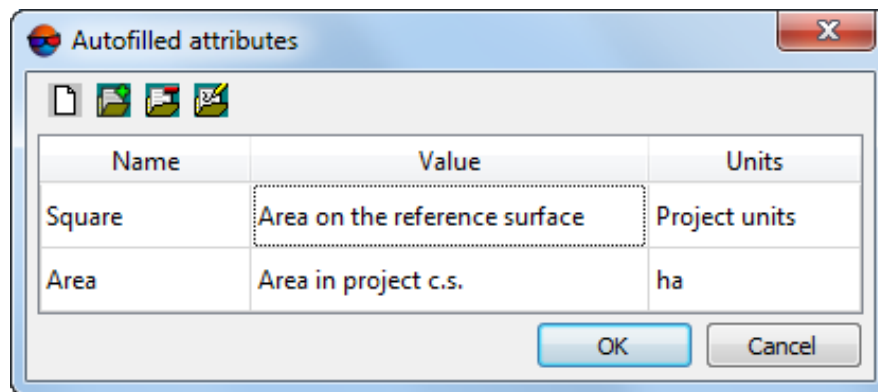 Autofilled attributes
Name Value Units
Square Area on the reference surface Project units
Area Area in project c.s. ha
OK Cancel